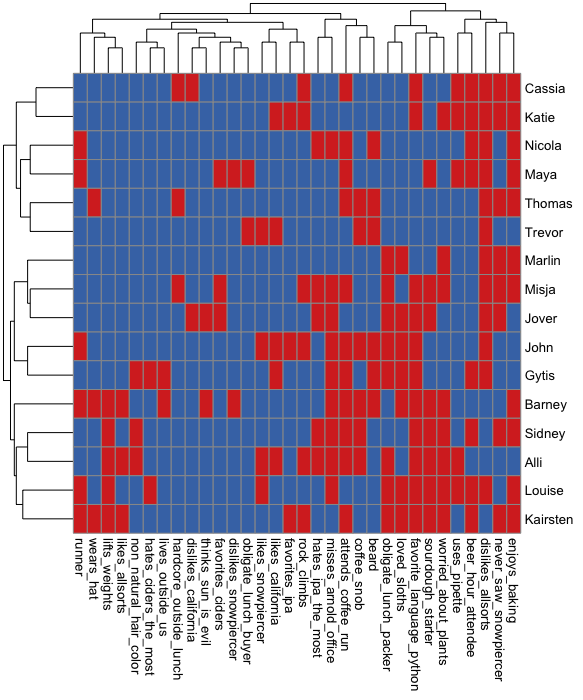 Cassia
Katie
Nicola
Maya
Thomas
Trevor
Marlin
Misja
Jover
John
Gytis
Barney
Sidney
Alli
Louise
Kairsten
runner
wears_hat
lifts_weights
likes_allsorts
non_natural_hair_color
hates_ciders_the_most
lives_outside_us
hardcore_outside_lunch
dislikes_california
thinks_sun_is_evil
favorites_ciders
dislikes_snowpiercer
obligate_lunch_buyer
likes_snowpiercer
likes_california
favorites_ipa
rock_climbs
hates_ipa_the_most
misses_arnold_office
attends_coffee_run
coffee_snob
beard
obligate_lunch_packer
loved_sloths
favorite_language_python
sourdough_starter
worried_about_plants
uses_pipette
beer_hour_attendee
dislikes_allsorts
never_saw_snowpiercer
enjoys_baking